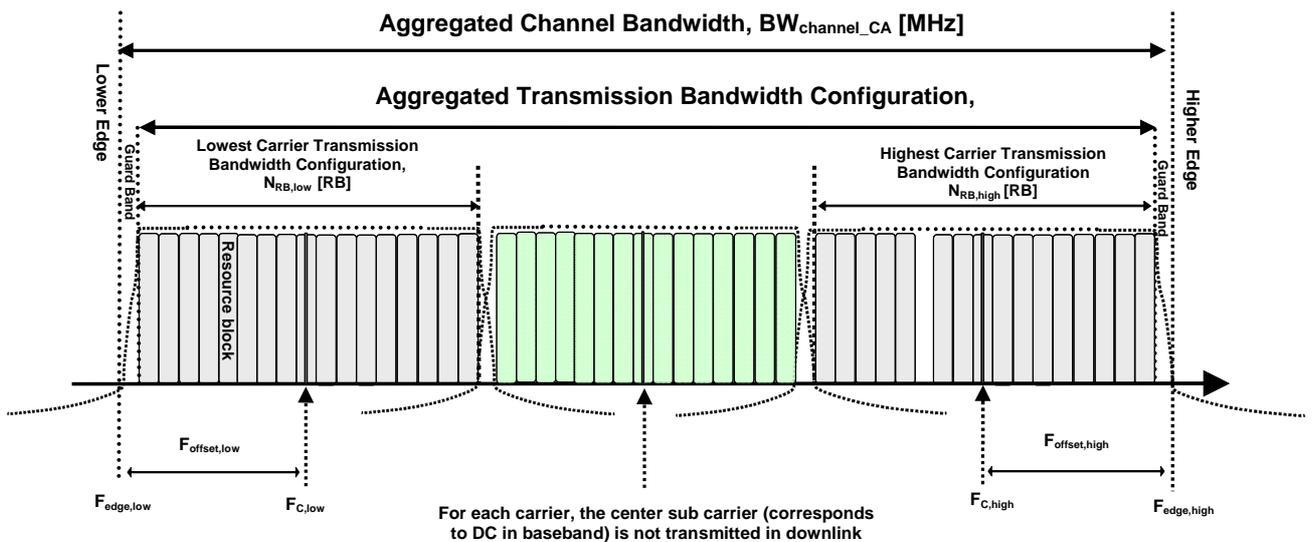 Aggregated Channel Bandwidth, BWchannel_CA [MHz]
Lower Edge
Higher Edge
Aggregated Transmission Bandwidth Configuration,
Guard Band
Lowest Carrier Transmission
Bandwidth Configuration,
NRB,low [RB]
Highest Carrier Transmission
Bandwidth Configuration
NRB,high [RB]
Guard Band
Resource block
Foffset,low
Foffset,high
Fedge,low
FC,low
FC,high
Fedge,high
For each carrier, the center sub carrier (corresponds
to DC in baseband) is not transmitted in downlink